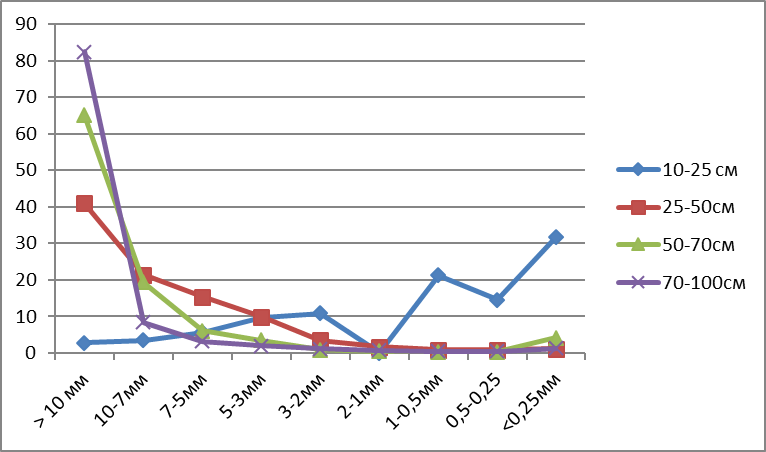 90
80
70
60
50
40
30
20
10
0
> 10 мм
10-7мм
7-5мм
5-3мм
3-2мм
2-1мм
1-0,5мм
0,5-0,25
<0,25мм
10-25 см
25-50см
50-70см
70-100см